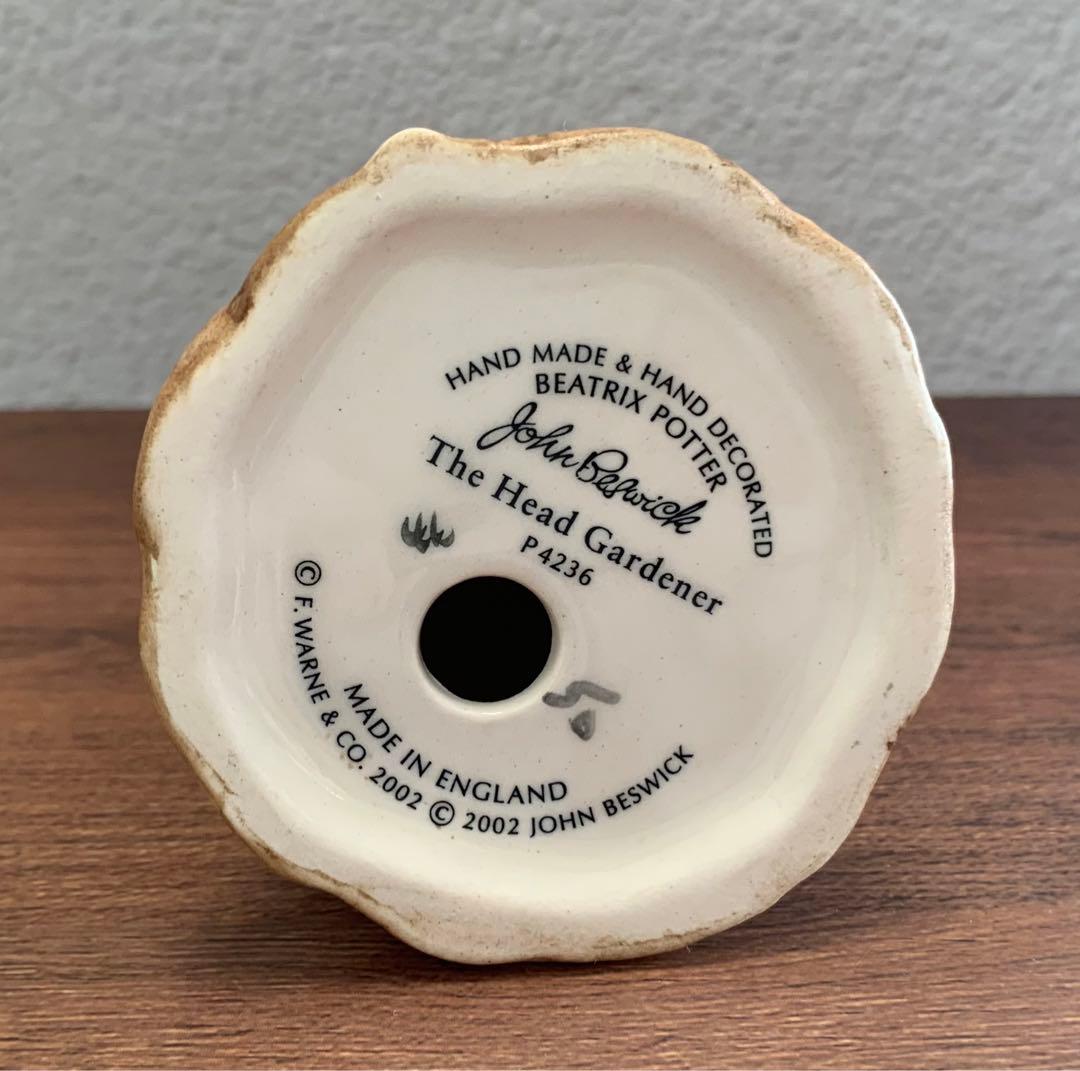 HAND MADE & HAND DECORATED
BEATRIX POTTER
John Beswick
The Head Gardener
P 4236
MADE IN ENGLAND
© F. WARNE & CO. 2002 © 2002 JOHN BESWICK